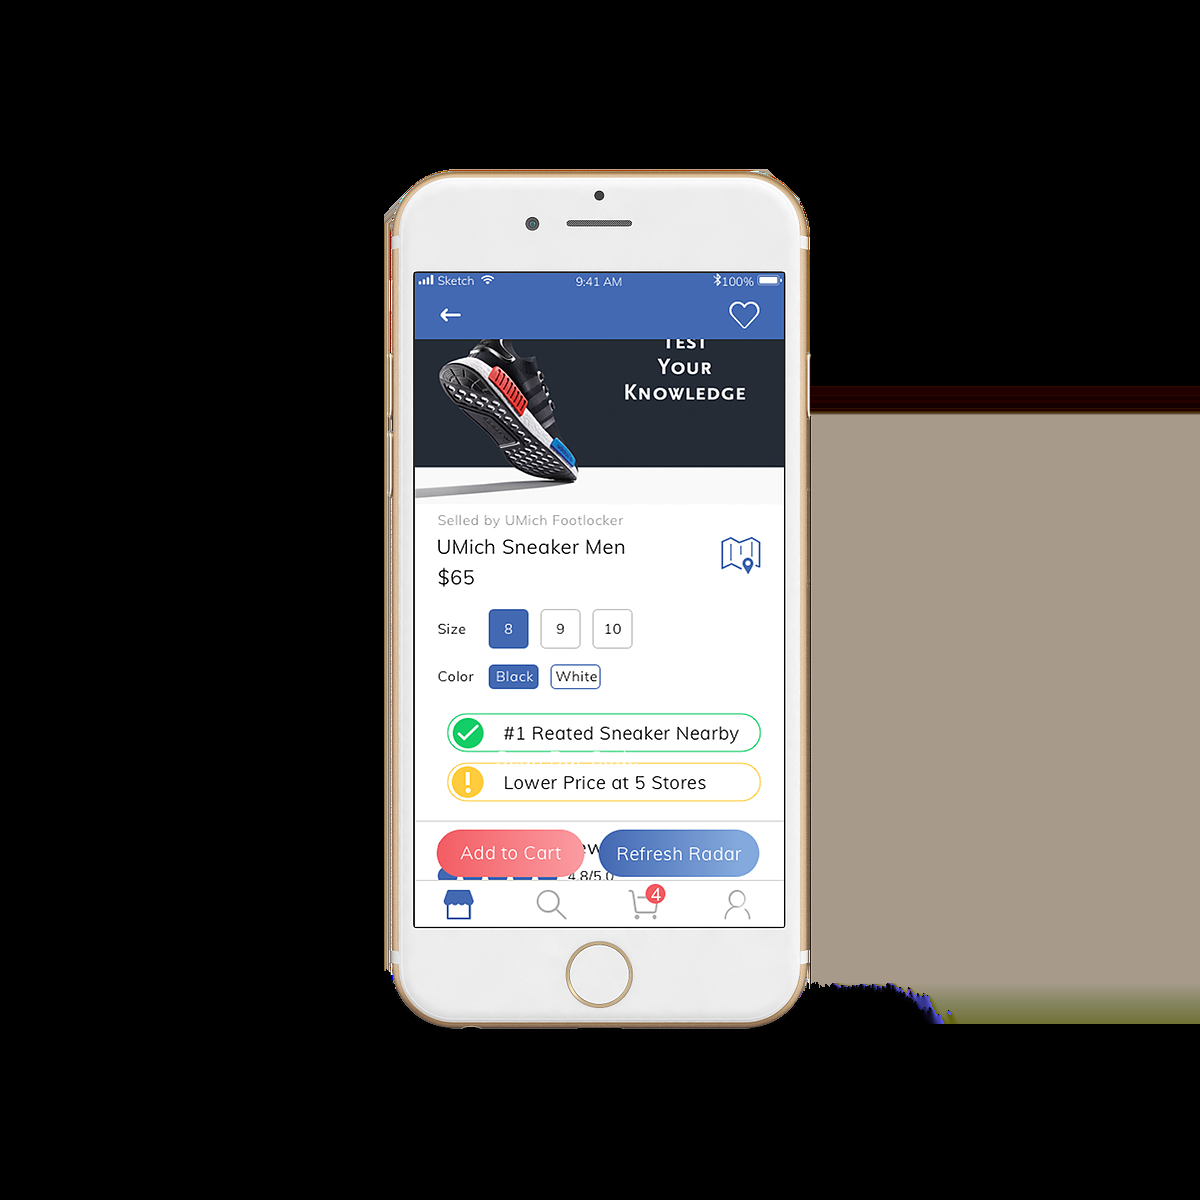 Sketch 9:41 AM 100%
TEST
YOUR
KNOWLEDGE
Selled by UMich Footlocker
UMich Sneaker Men
$65
Size 8 9 10
Color Black White
#1 Reated Sneaker Nearby
Lower Price at 5 Stores
Add to Cart Refresh Radar
4.8/5.0
4